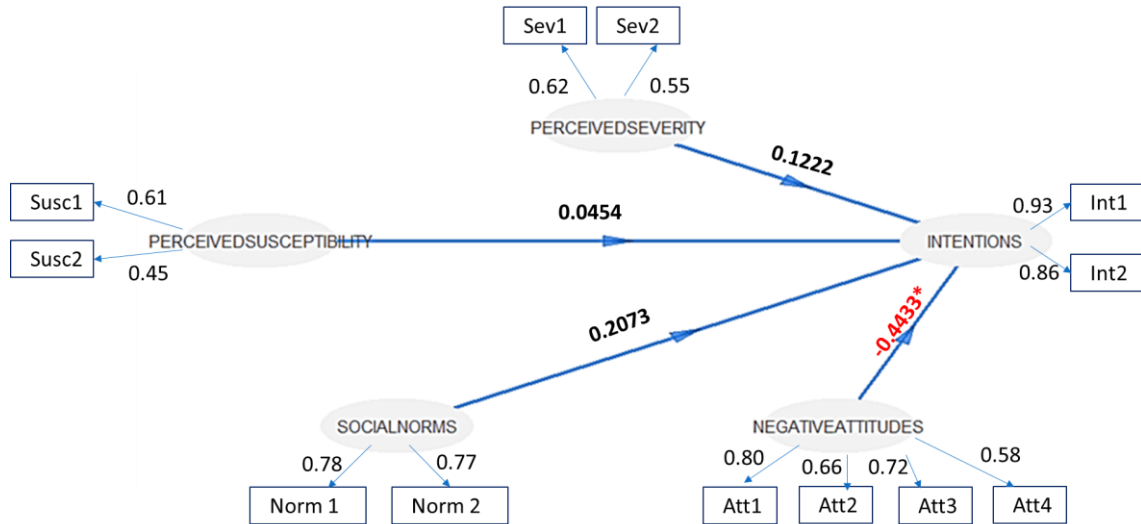 Sev1
Sev2
0.62
0.55
PERCEIVEDSEVERITY
0.1222
Susc1
0.61
Susc2
0.45
PERCEIVEDSUSCEPTIBILITY
0.0454
INTENTIONS
0.93
Int1
0.86
Int2
0.2073
-0.4433*
SOCIALNORMS
0.78
0.77
Norm 1
Norm 2
NEGATIVEATTITUDES
0.80
0.66
0.72
0.58
Att1
Att2
Att3
Att4